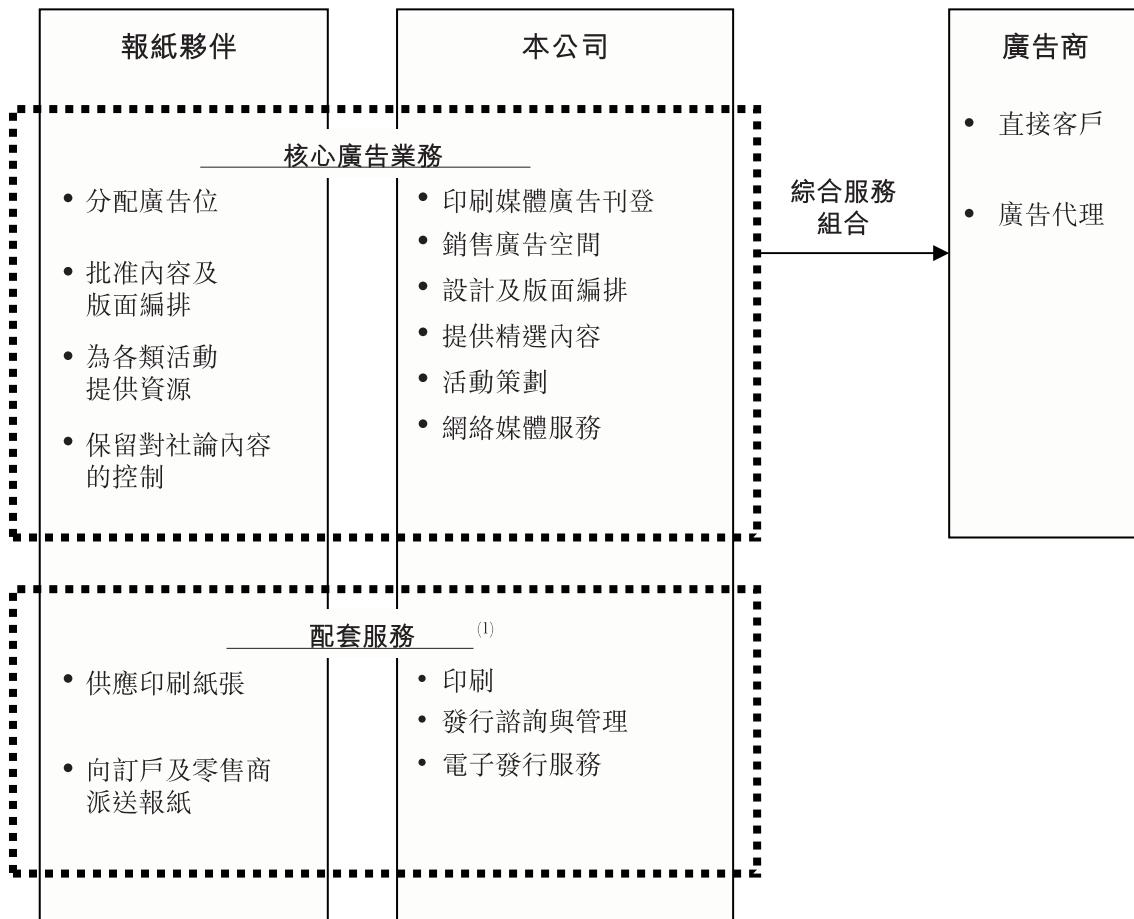 報紙夥伴
本公司
廣告商
核心廣告業務
• 分配廣告位
• 批准內容及
版面編排
• 為各類活動
提供資源
• 保留對社論內容
的控制
• 印刷媒體廣告刊登
• 銷售廣告空間
• 設計及版面編排
• 提供精選內容
• 活動策劃
• 網絡媒體服務
綜合服務
組合
• 直接客戶
• 廣告代理
配套服務 (1)
• 供應印刷紙張
• 向訂戶及零售商
派送報紙
• 印刷
• 發行諮詢與管理
• 電子發行服務